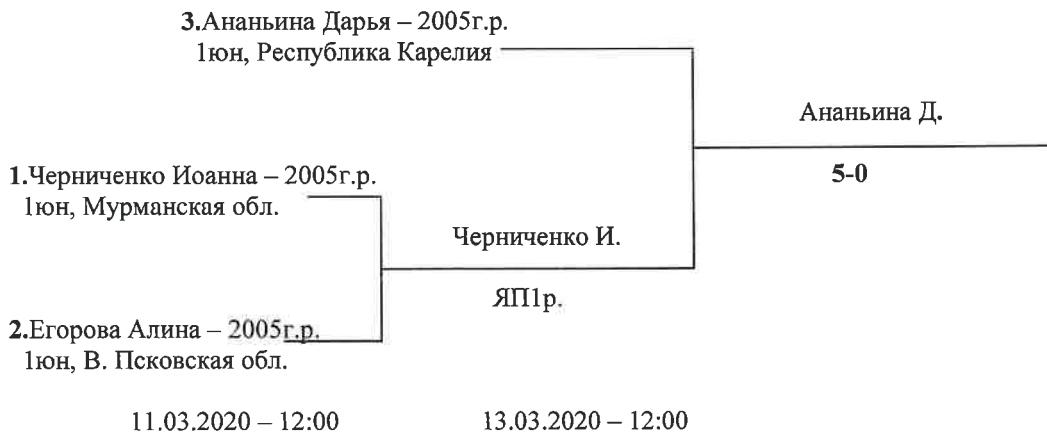 3.Ананьина Дарья – 2005г.р.
1юн, Республика Карелия
Ананьина Д.
5-0
1.Черниченко Иоанна – 2005г.р.
1юн, Мурманская обл.
Черниченко И.
ЯП1р.
2.Егорова Алина – 2005г.р.
1юн, В. Псковская обл.
11.03.2020 – 12:00
13.03.2020 – 12:00